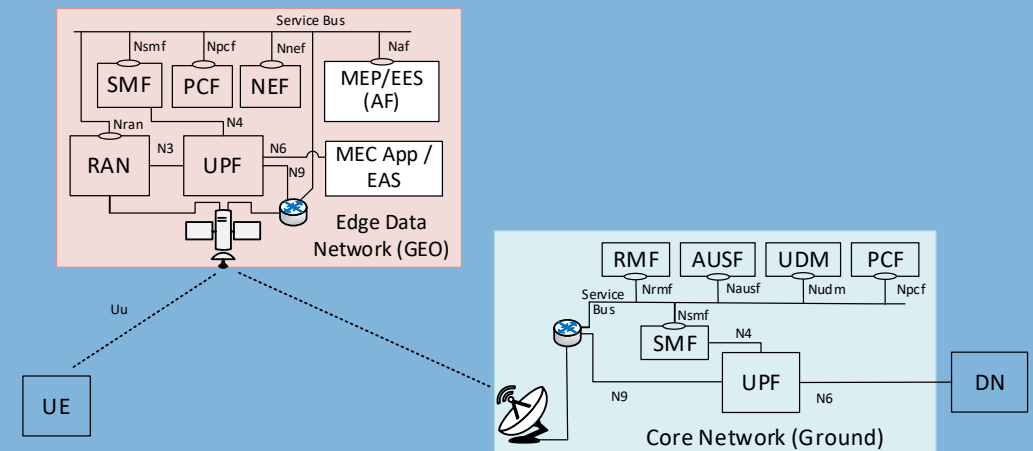 Service Bus
Nsmf
Npcf
Nnef
Naf
SMF
PCF
NEF
MEP/EES
(AF)
Nran
N4
RAN
N3
UPF
N6
N9
MEC App /
EAS
Edge Data
Network (GEO)
Uu
UE
RMF
AUSF
UDM
PCF
Nrmf
Nausf
Nudm
Npcf
Service
Bus
Nsmf
SMF
N4
UPF
N9
N6
DN
Core Network (Ground)